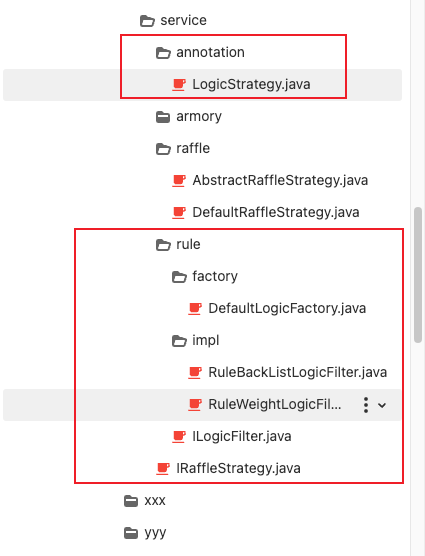 service
annotation
LogicStrategy.java
armory
raffle
AbstractRaffleStrategy.java
DefaultRaffleStrategy.java
rule
factory
DefaultLogicFactory.java
impl
RuleBackListLogicFilter.java
RuleWeightLogicFil...
ILogicFilter.java
IRaffleStrategy.java
xxx
yyy